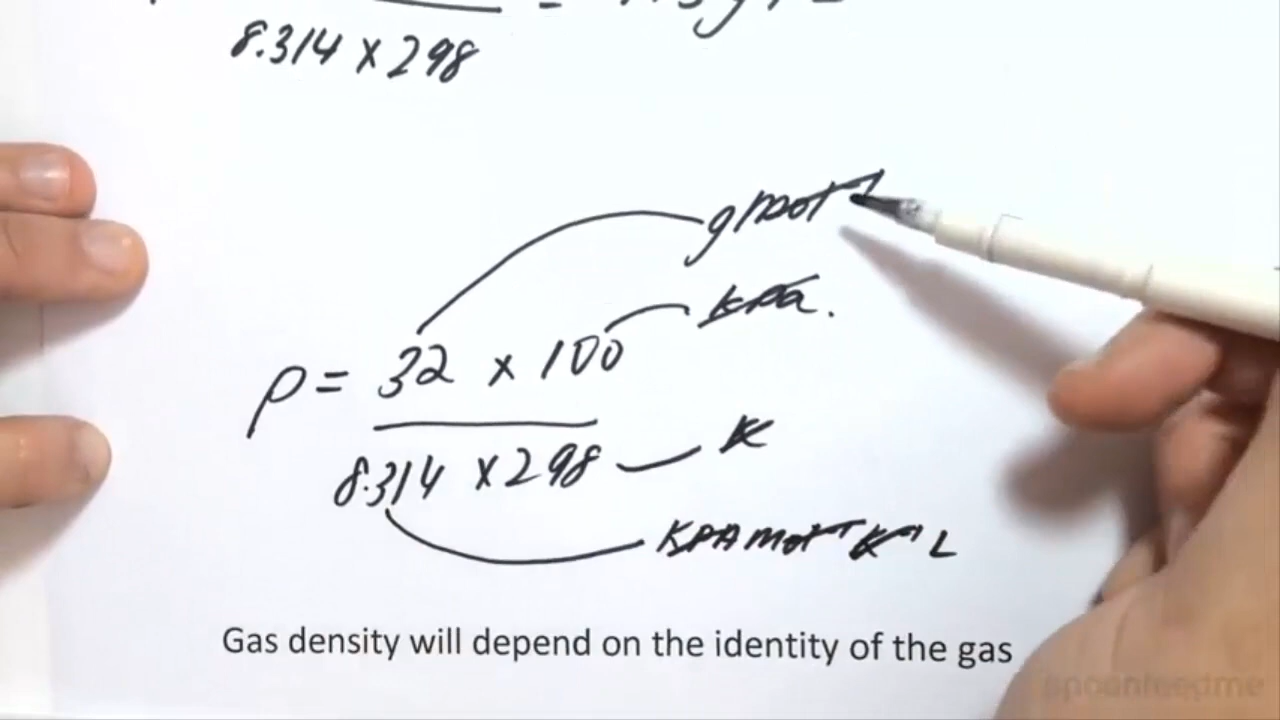 8.314 × 298
g mol⁻¹
kPa.
ρ = 32 × 100
8.314 × 298
K
KPA mol⁻¹ K⁻¹ L
Gas density will depend on the identity of the gas
spoonfeedme